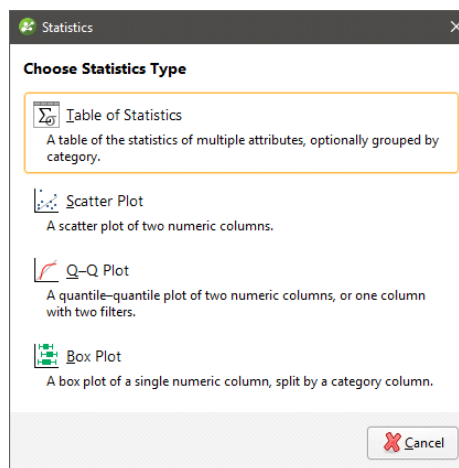 Statistics
Choose Statistics Type
Table of Statistics
A table of the statistics of multiple attributes, optionally grouped by
category.
Scatter Plot
A scatter plot of two numeric columns.
Q–Q Plot
A quantile–quantile plot of two numeric columns, or one column
with two filters.
Box Plot
A box plot of a single numeric column, split by a category column.
Cancel